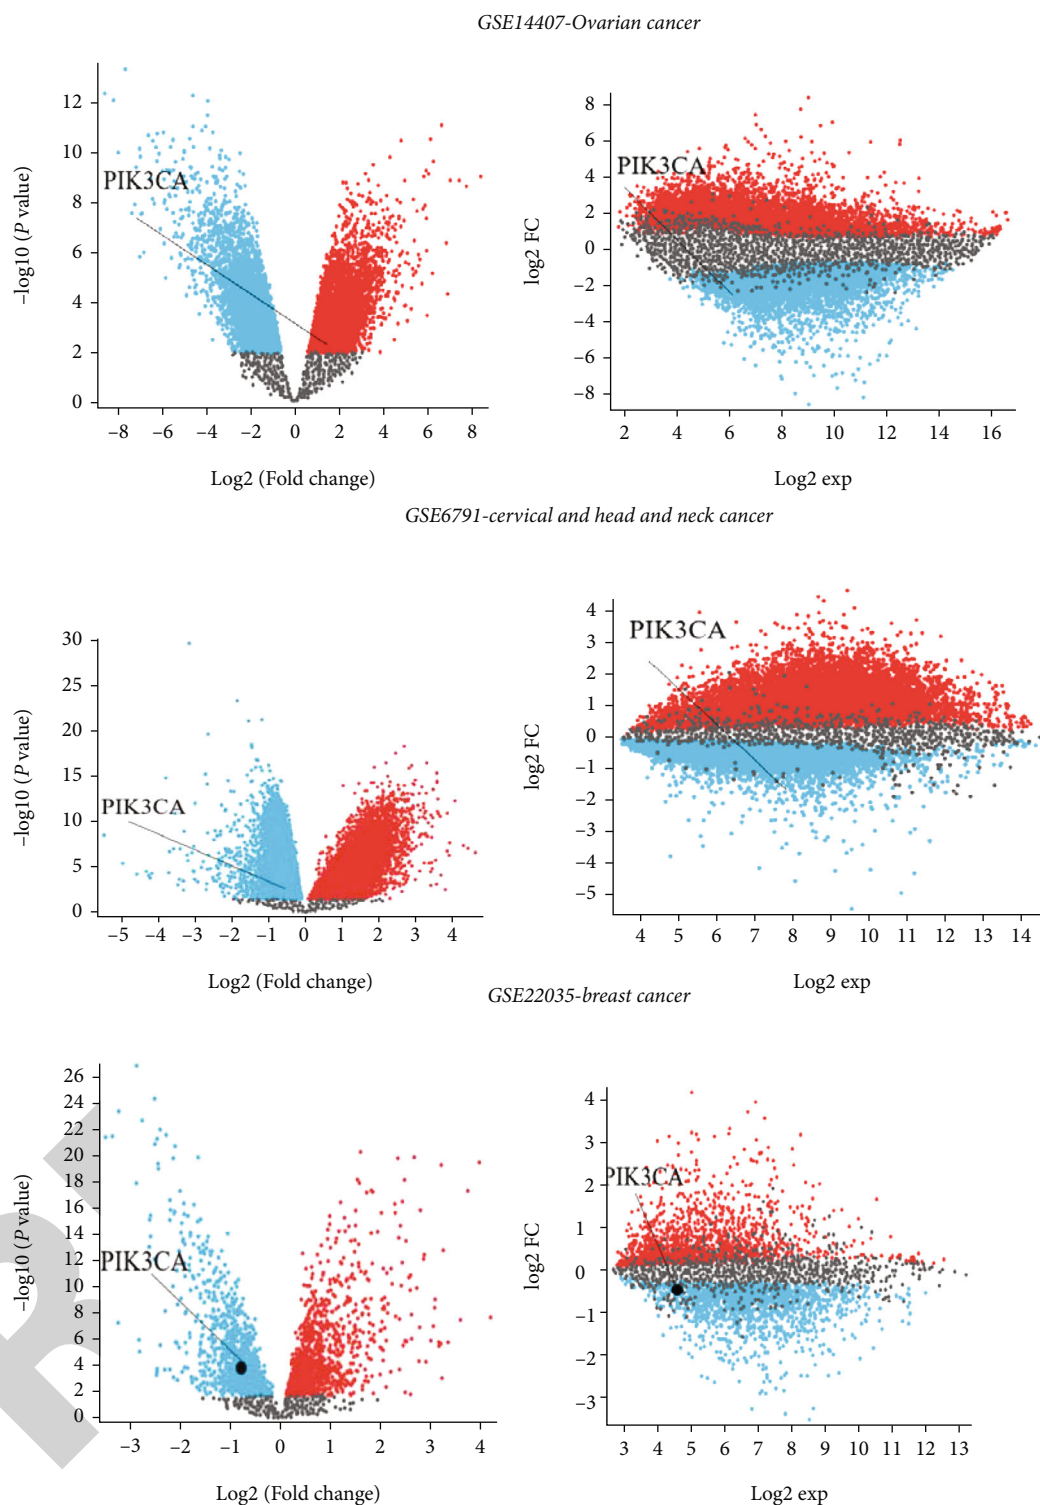 GSE14407-Ovarian cancer
–log10 (P value)
12
10
8
6
4
2
0
PIK3CA
–8 –6 –4 –2 0 2 4 6 8
Log2 (Fold change)
log2 FC
8
6
4
2
0
–2
–4
–6
–8
PIK3CA
2 4 6 8 10 12 14 16
Log2 exp
GSE6791-cervical and head and neck cancer
–log10 (P value)
30
25
20
15
10
5
0
PIK3CA
–5 –4 –3 –2 –1 0 1 2 3 4
Log2 (Fold change)
log2 FC
4
3
2
1
0
–1
–2
–3
–4
–5
PIK3CA
4 5 6 7 8 9 10 11 12 13 14
Log2 exp
GSE22035-breast cancer
–log10 (P value)
26
24
22
20
18
16
14
12
10
8
6
4
2
0
PIK3CA
–3 –2 –1 0 1 2 3 4
Log2 (Fold change)
log2 FC
4
3
2
1
0
–1
–2
–3
PIK3CA
3 4 5 6 7 8 9 10 11 12 13
Log2 exp